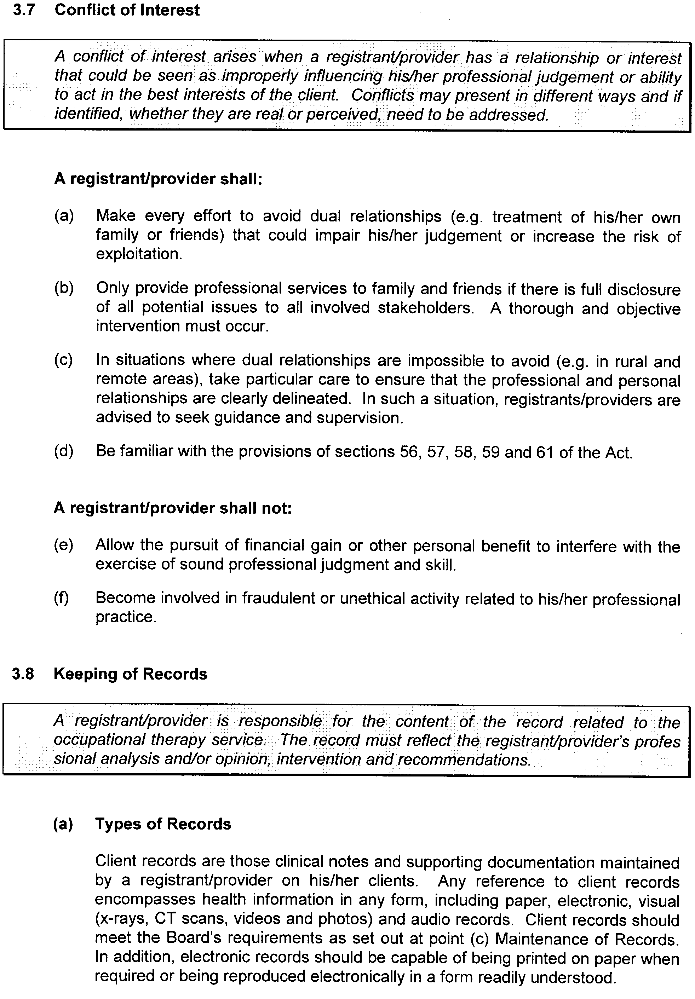 3.7 Conflict of Interest
A conflict of interest arises when a registrant/provider has a relationship or interest
that could be seen as improperly influencing his/her professional judgement or ability
to act in the best interests of the client. Conflicts may present in different ways and if
identified, whether they are real or perceived, need to be addressed.
A registrant/provider shall:
(a) Make every effort to avoid dual relationships (e.g. treatment of his/her own
family or friends) that could impair his/her judgement or increase the risk of
exploitation.
(b) Only provide professional services to family and friends if there is full disclosure
of all potential issues to all involved stakeholders. A thorough and objective
intervention must occur.
(c) In situations where dual relationships are impossible to avoid (e.g. in rural and
remote areas), take particular care to ensure that the professional and personal
relationships are clearly delineated. In such a situation, registrants/providers are
advised to seek guidance and supervision.
(d) Be familiar with the provisions of sections 56, 57, 58, 59 and 61 of the Act.
A registrant/provider shall not:
(e) Allow the pursuit of financial gain or other personal benefit to interfere with the
exercise of sound professional judgment and skill.
(f) Become involved in fraudulent or unethical activity related to his/her professional
practice.
3.8 Keeping of Records
A registrant/provider is responsible for the content of the record related to the
occupational therapy service. The record must reflect the registrant/provider's profes
sional analysis and/or opinion, intervention and recommendations.
(a) Types of Records
Client records are those clinical notes and supporting documentation maintained
by a registrant/provider on his/her clients. Any reference to client records
encompasses health information in any form, including paper, electronic, visual
(x-rays, CT scans, videos and photos) and audio records. Client records should
meet the Board's requirements as set out at point (c) Maintenance of Records.
In addition, electronic records should be capable of being printed on paper when
required or being reproduced electronically in a form readily understood.